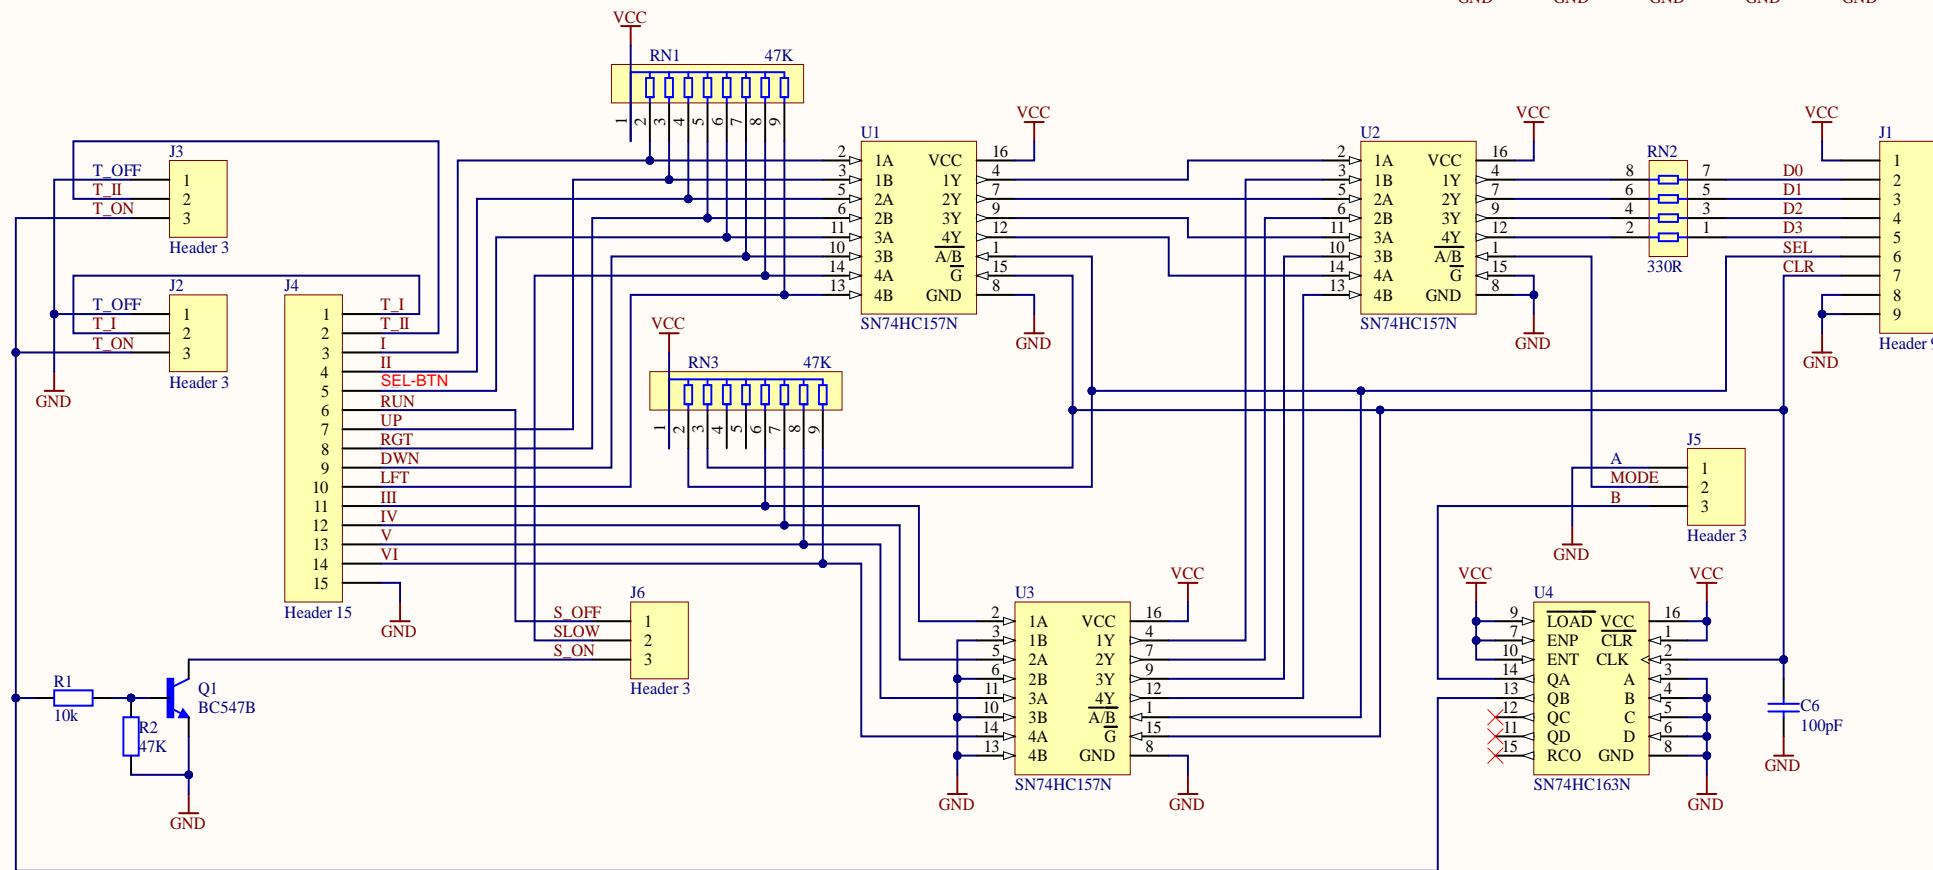 GND GND GND GND GND
VCC
RN1 47K
1 2 3 4 5 6 7 8 9
J3
T_OFF 1
T_II 2
T_ON 3
Header 3
J2
T_OFF 1
T_I 2
T_ON 3
Header 3
GND
J4
1 T_I
2 T_II
3 I
4 II
5 SEL-BTN
6 RUN
7 UP
8 RGT
9 DWN
10 LFT
11 III
12 IV
13 V
14 VI
15
Header 15
GND
U1
VCC
2 1A VCC 16
3 1B 1Y 4
5 2A 2Y 7
6 2B 3Y 9
11 3A 4Y 12
10 3B A/B 1
14 4A G 15
13 4B GND 8
SN74HC157N
GND
VCC
RN3 47K
1 2 3 4 5 6 7 8 9
U2
VCC
2 1A VCC 16
3 1B 1Y 4
5 2A 2Y 7
6 2B 3Y 9
11 3A 4Y 12
10 3B A/B 1
14 4A G 15
13 4B GND 8
SN74HC157N
GND
RN2
8 7
6 5
4 3
2 1
330R
VCC
J1
1
D0 2
D1 3
D2 4
D3 5
SEL 6
CLR 7
8
9
Header
GND
J5
A 1
MODE 2
B 3
Header 3
GND
J6
S_OFF 1
SLOW 2
S_ON 3
Header 3
R1
10k
R2
47K
Q1
BC547B
GND
U3
VCC
2 1A VCC 16
3 1B 1Y 4
5 2A 2Y 7
6 2B 3Y 9
11 3A 4Y 12
10 3B A/B 1
14 4A G 15
13 4B GND 8
SN74HC157N
GND GND
VCC VCC
U4
9 LOAD VCC 16
7 ENP CLR 1
10 ENT CLK 2
14 QA A 3
13 QB B 4
12 QC C 5
11 QD D 6
15 RCO GND 8
SN74HC163N
GND
C6
100pF
GND